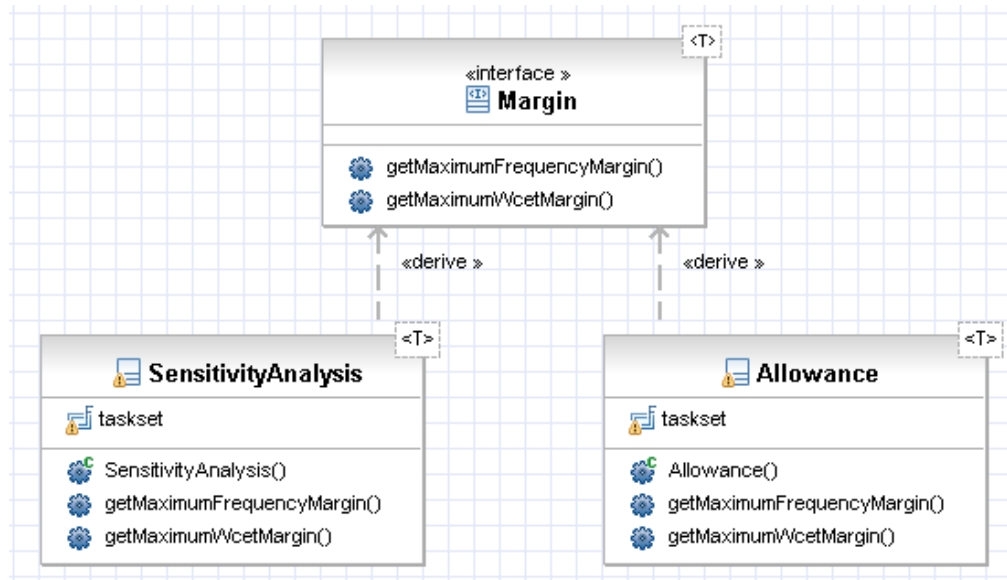 <T>
«interface »
Margin
getMaximumFrequencyMargin()
getMaximumWcetMargin()
«derive »
«derive »
<T>
SensitivityAnalysis
taskset
SensitivityAnalysis()
getMaximumFrequencyMargin()
getMaximumWcetMargin()
<T>
Allowance
taskset
Allowance()
getMaximumFrequencyMargin()
getMaximumWcetMargin()